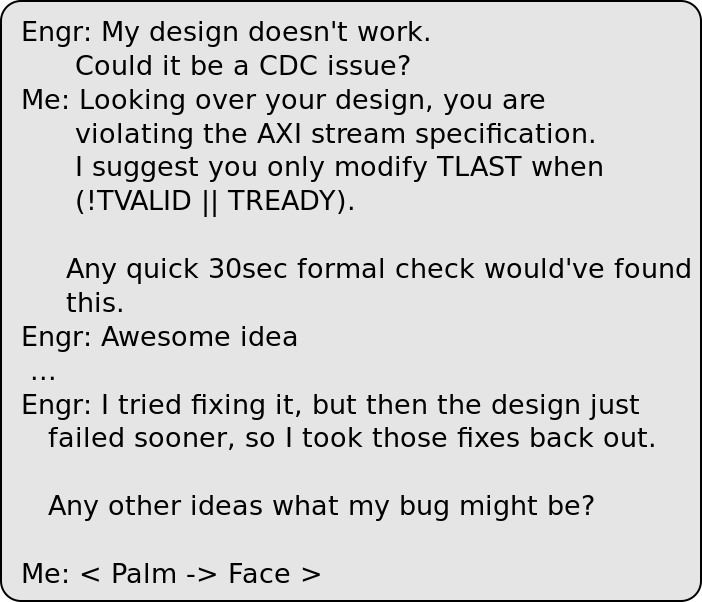 Engr: My design doesn't work.
Could it be a CDC issue?
Me: Looking over your design, you are
violating the AXI stream specification.
I suggest you only modify TLAST when
(!TVALID || TREADY).
Any quick 30sec formal check would've found
this.
Engr: Awesome idea
...
Engr: I tried fixing it, but then the design just
failed sooner, so I took those fixes back out.
Any other ideas what my bug might be?
Me: < Palm -> Face >